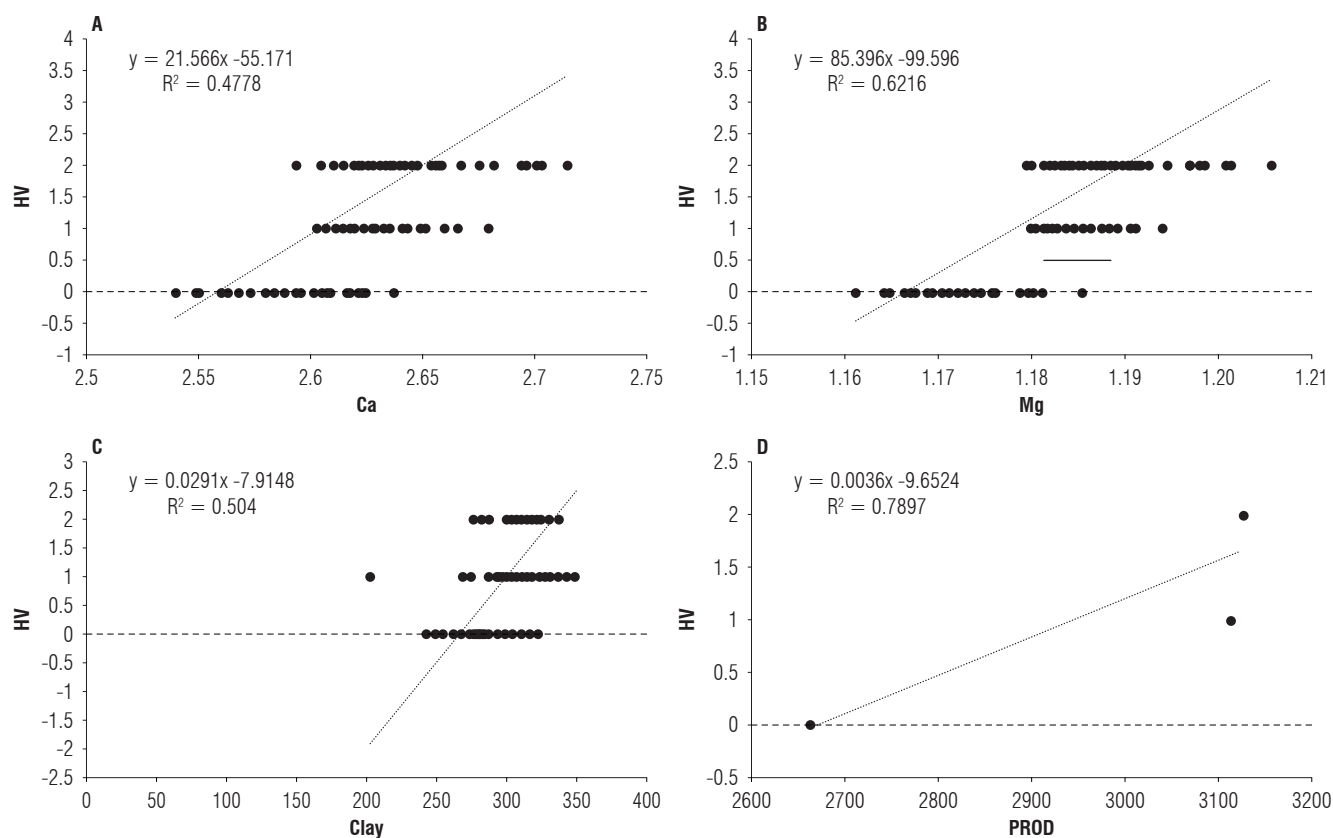 A
y = 21.566x -55.171
R² = 0.4778
4
3.5
3
2.5
2
1.5
1
0.5
0
-0.5
-1
HV
2.5 2.55 2.6 2.65 2.7 2.75
Ca
B
y = 85.396x -99.596
R² = 0.6216
4
3.5
3
2.5
2
1.5
1
0.5
0
-0.5
-1
HV
1.15 1.16 1.17 1.18 1.19 1.20 1.21
Mg
C
y = 0.0291x -7.9148
R² = 0.504
3
2.5
2
1.5
1
0.5
0
-0.5
-1
-1.5
-2
-2.5
HV
0 50 100 150 200 250 300 350 400
Clay
D
y = 0.0036x -9.6524
R² = 0.7897
2.5
2
1.5
1
0.5
0
-0.5
HV
2600 2700 2800 2900 3000 3100 3200
PROD